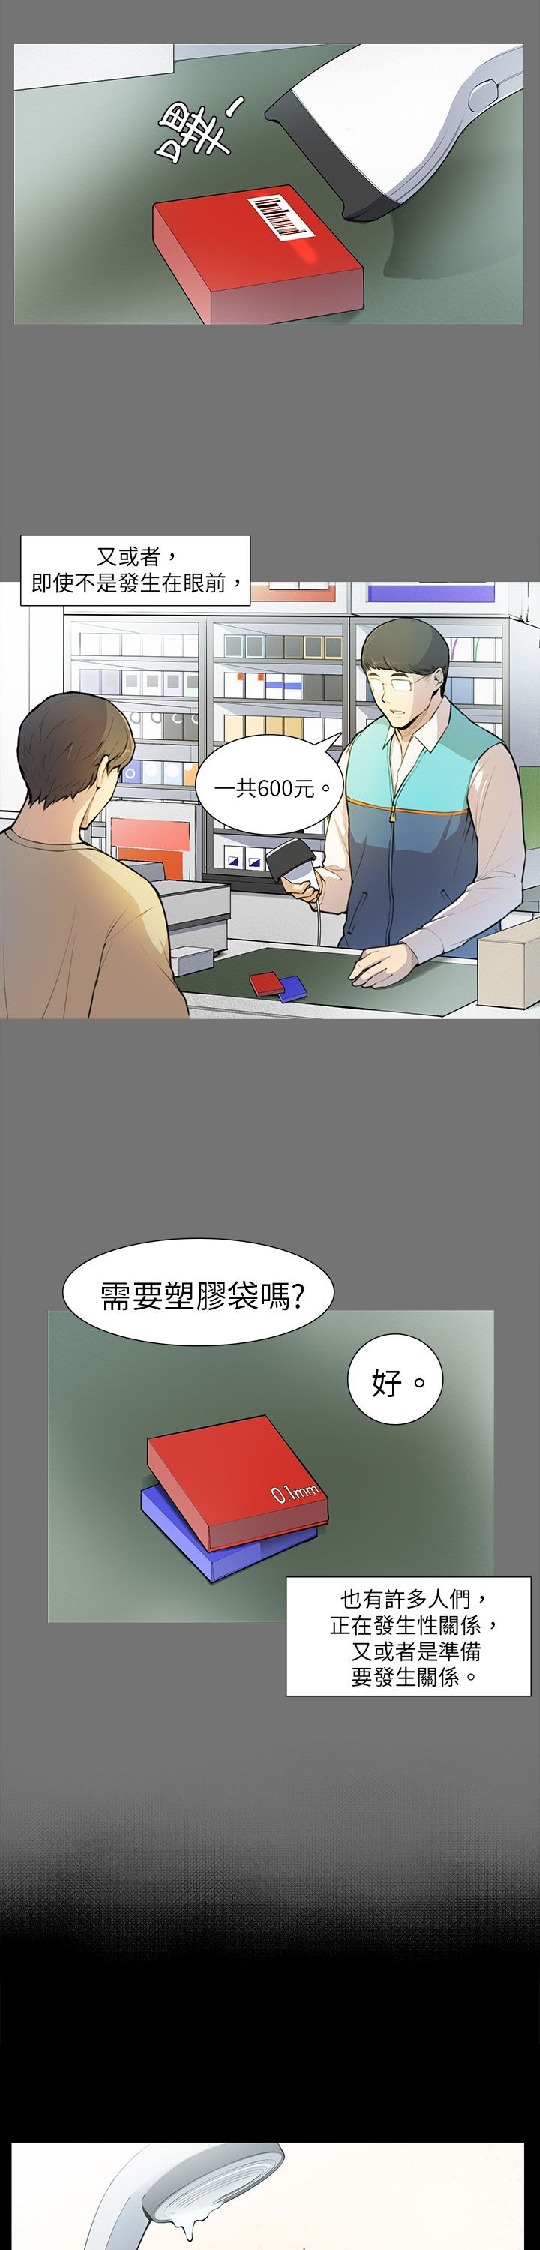 嗶
又或者，
即使不是發生在眼前，
一共600元。
需要塑膠袋嗎?
好。
0.1mm
也有許多人們，
正在發生性關係，
又或者是準備
要發生關係。